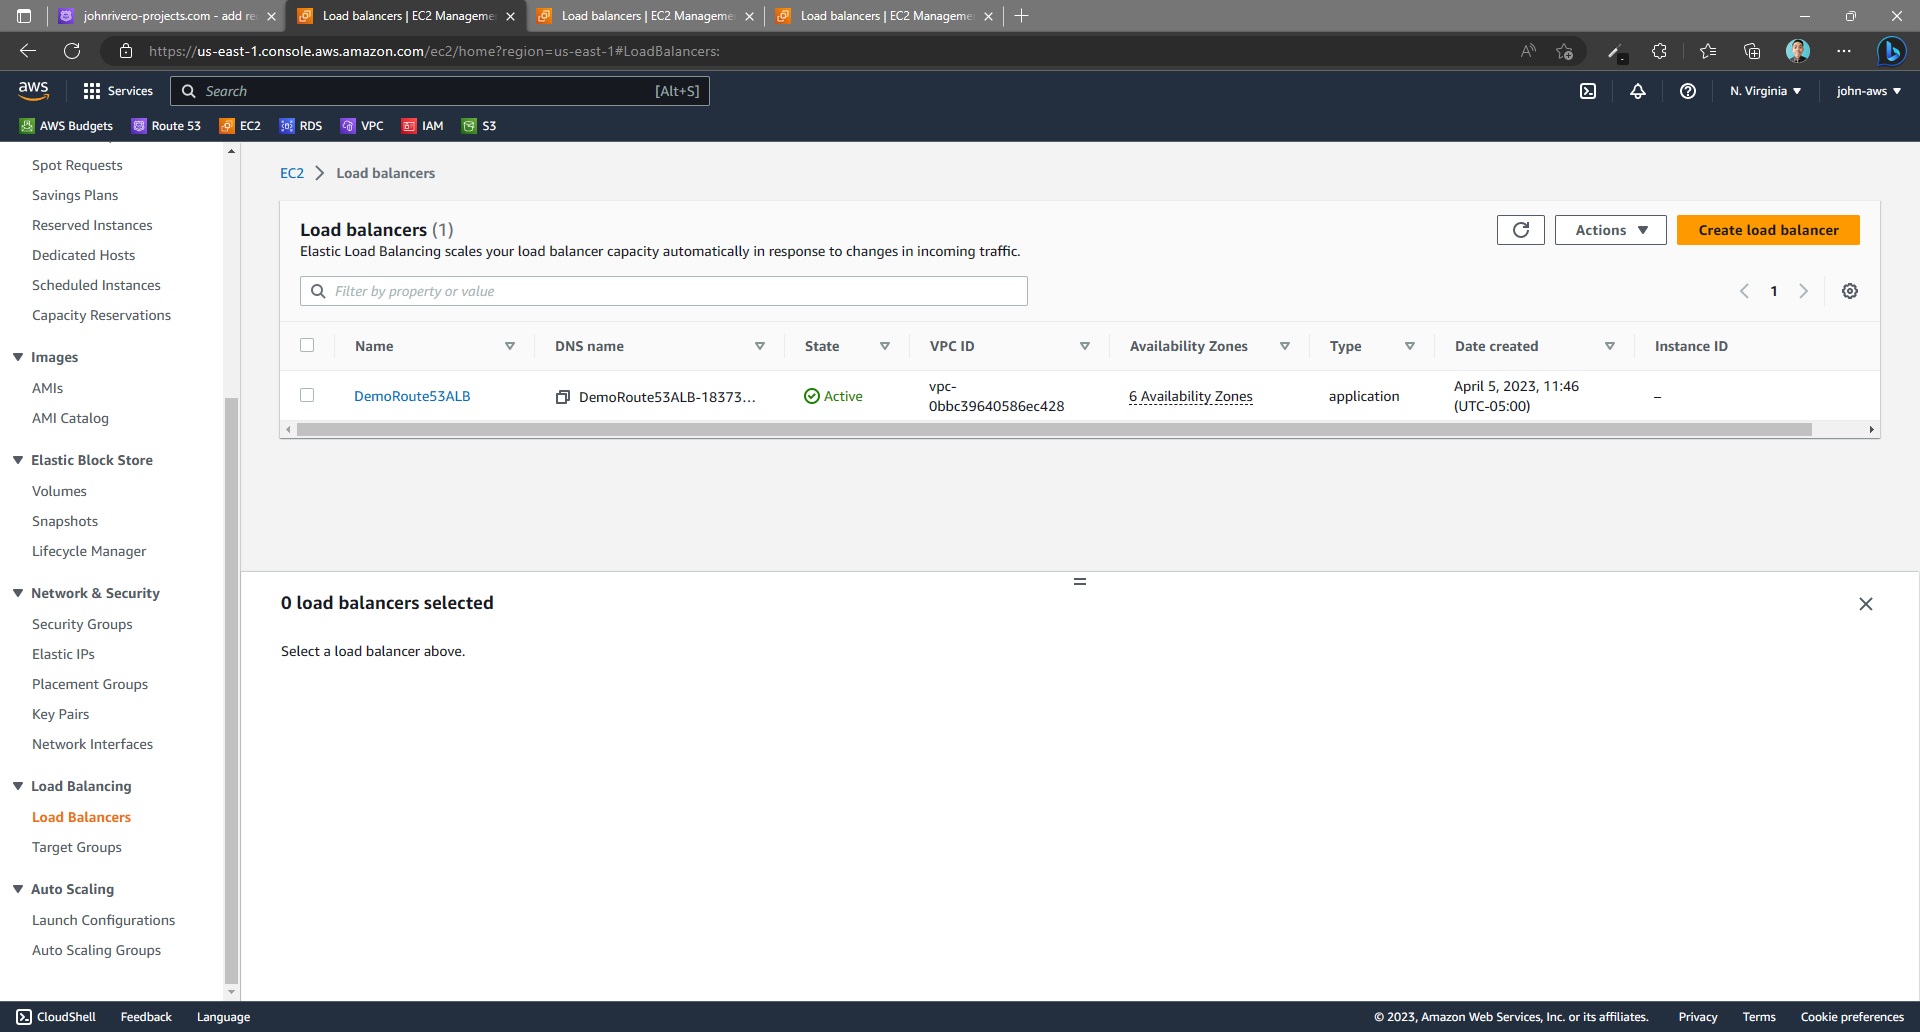 johnrivero-projects.com - add re
Load balancers | EC2 Manageme
Load balancers | EC2 Manageme
Load balancers | EC2 Manageme
https://us-east-1.console.aws.amazon.com/ec2/home?region=us-east-1#LoadBalancers:
aws
Services
Search
[Alt+S]
N. Virginia
john-aws
AWS Budgets
Route 53
EC2
RDS
VPC
IAM
S3
Spot Requests
Savings Plans
Reserved Instances
Dedicated Hosts
Scheduled Instances
Capacity Reservations
Images
AMIs
AMI Catalog
Elastic Block Store
Volumes
Snapshots
Lifecycle Manager
Network & Security
Security Groups
Elastic IPs
Placement Groups
Key Pairs
Network Interfaces
Load Balancing
Load Balancers
Target Groups
Auto Scaling
Launch Configurations
Auto Scaling Groups
EC2 > Load balancers
Load balancers (1)
Elastic Load Balancing scales your load balancer capacity automatically in response to changes in incoming traffic.
Actions
Create load balancer
Filter by property or value
1
Name
DNS name
State
VPC ID
Availability Zones
Type
Date created
Instance ID
DemoRoute53ALB
DemoRoute53ALB-18373...
Active
vpc-
0bbc39640586ec428
6 Availability Zones
application
April 5, 2023, 11:46
(UTC-05:00)
–
0 load balancers selected
Select a load balancer above.
CloudShell
Feedback
Language
© 2023, Amazon Web Services, Inc. or its affiliates.
Privacy
Terms
Cookie preferences